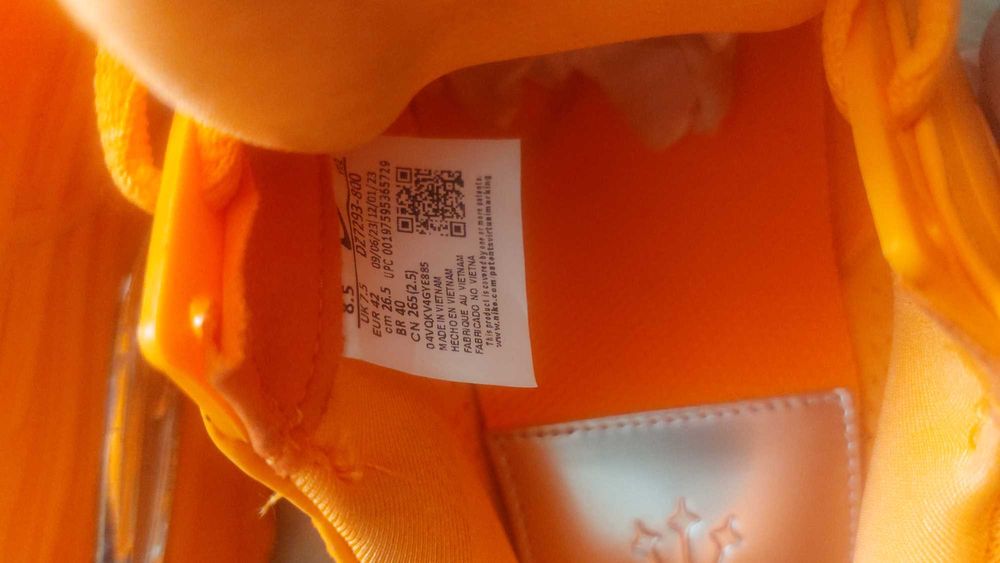 8.5
DZ7293-800
UK 7.5 09/06/23 12/01/23
EUR 42
cm 26.5 UPC 00197595365729
BR 40
CN 265(2.5)
04VQKV4GYE885
MADE IN VIETNAM
HECHO EN VIETNAM
FABRIQUE AU VIETNAM
FABRICADO NO VIETNA
This product is covered by one or more patents.
www.nike.com/patentsvirtualmarking